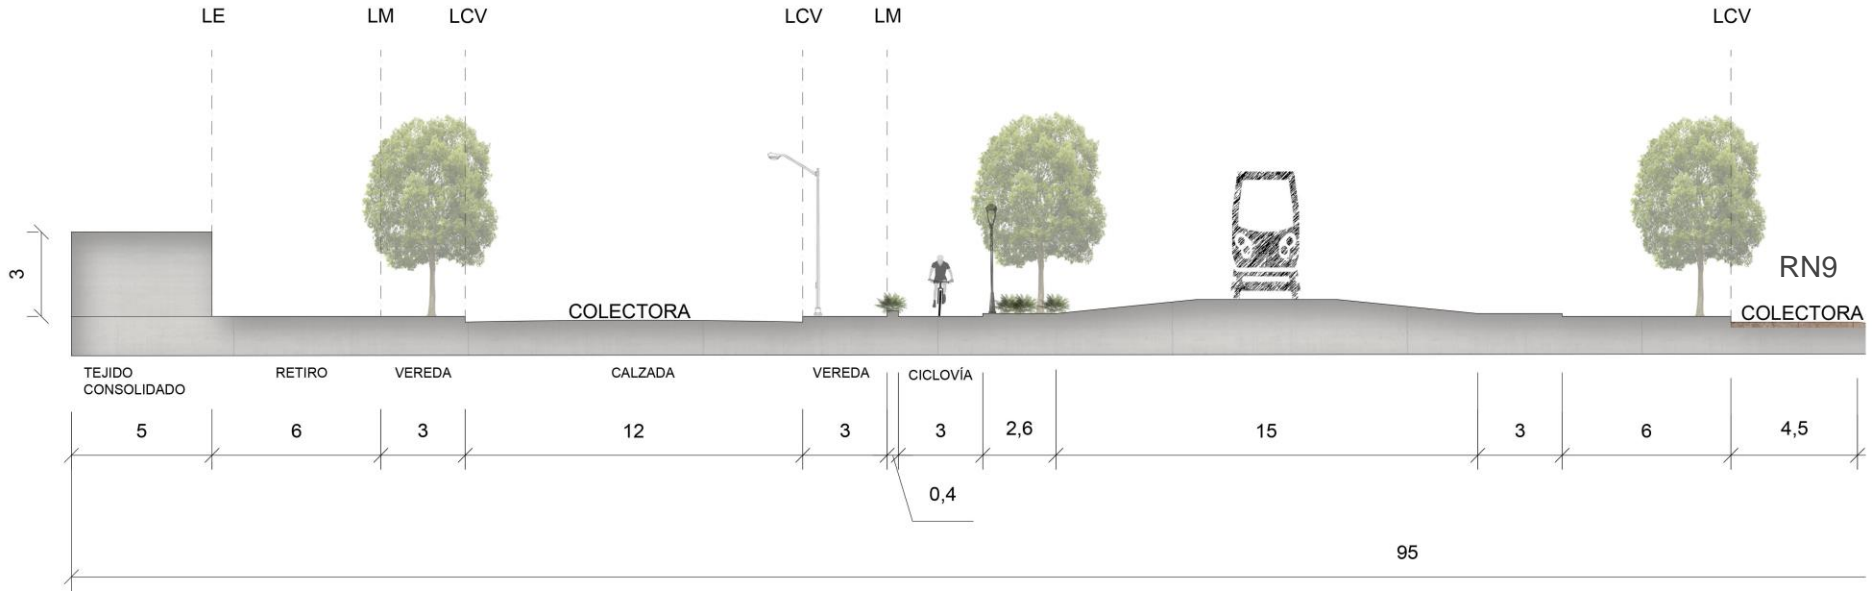 LE LM LCV LCV LM LCV
3
RN9
COLECTORA COLECTORA
TEJIDO RETIRO VEREDA CALZADA VEREDA CICLOVÍA
CONSOLIDADO
5 6 3 12 3 3 2,6 15 3 6 4,5
0,4
95